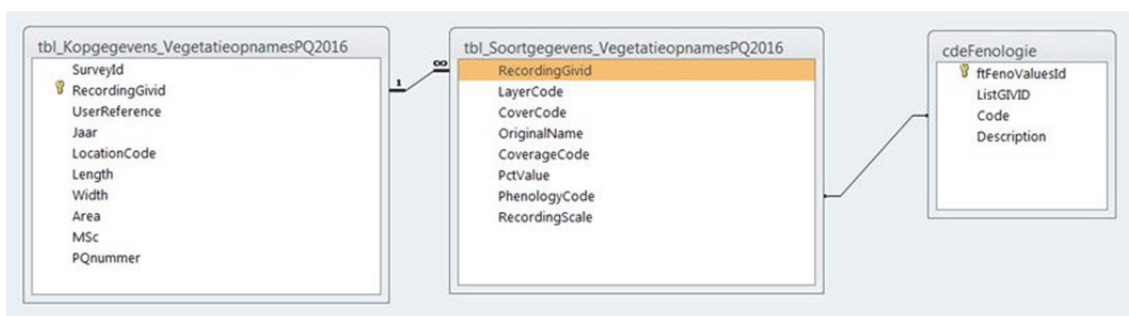 tbl_Kopgegevens_VegetatieopnamesPQ2016
SurveyId
RecordingGivid
UserReference
Jaar
LocationCode
Length
Width
Area
MSc
PQnummer
1
∞
tbl_Soortgegevens_VegetatieopnamesPQ2016
RecordingGivid
LayerCode
CoverCode
OriginalName
CoverageCode
PctValue
PhenologyCode
RecordingScale
cdeFenologie
ftFenoValuesId
ListGIVID
Code
Description